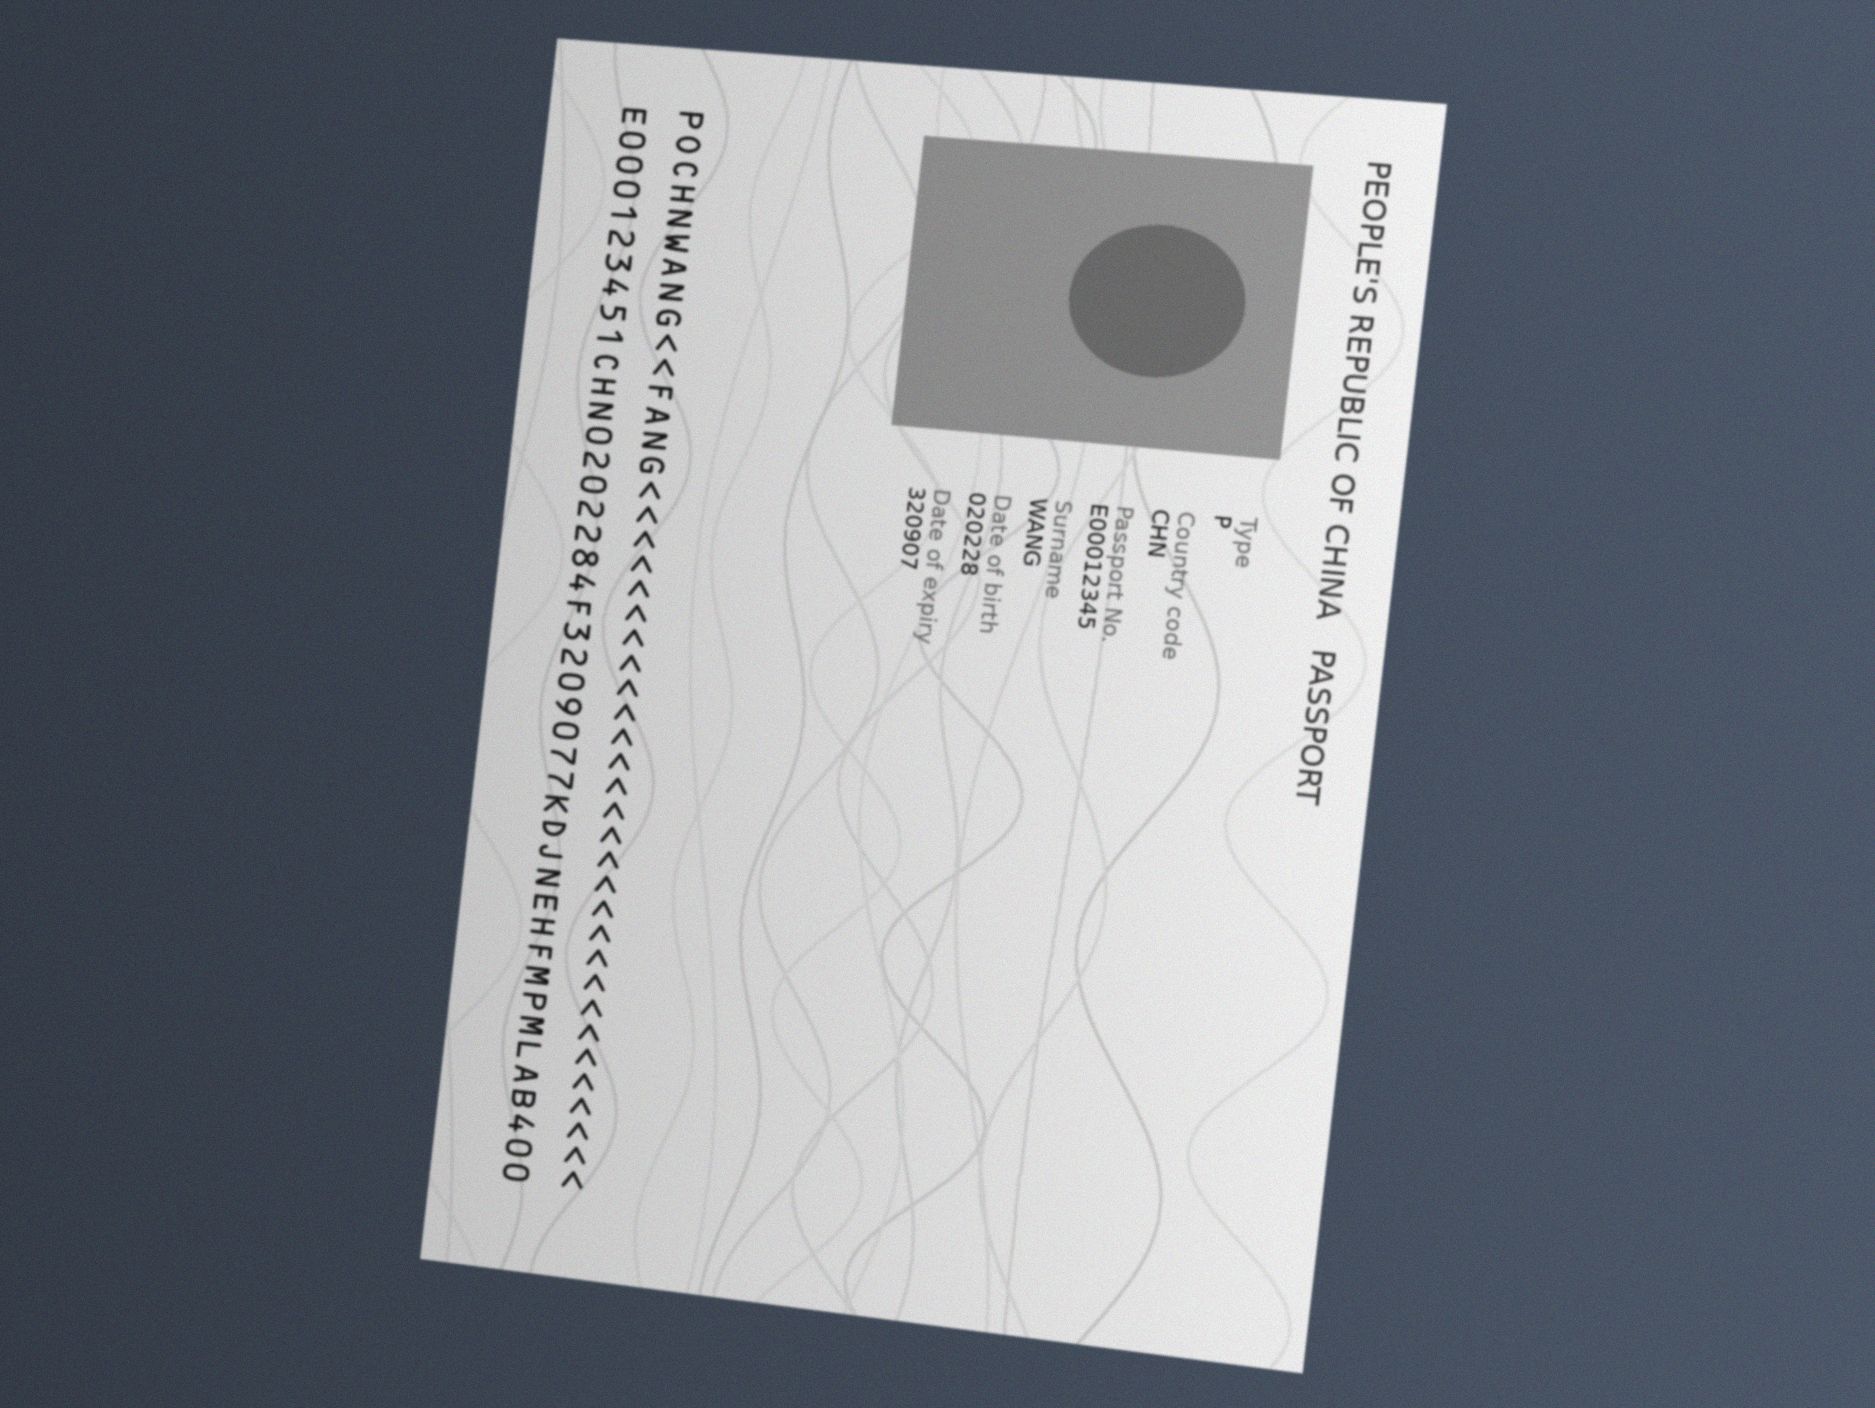 PEOPLE'S REPUBLIC OF CHINA PASSPORT
Type
P
Country code
CHN
Passport No.
E00012345
Surname
WANG
Date of birth
020228
Date of expiry
320907
POCHNWANG<<FANG<<<<<<<<<<<<<<<<<<<<<<<<<<<<<
E000123451CHN0202284F3209077KDJNEHFMPMLAB400